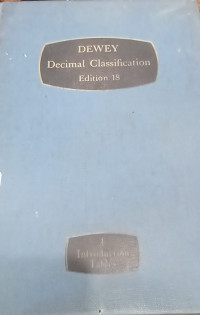 DEWEY
Decimal Classification
Edition 18
1
Introduction
Tables